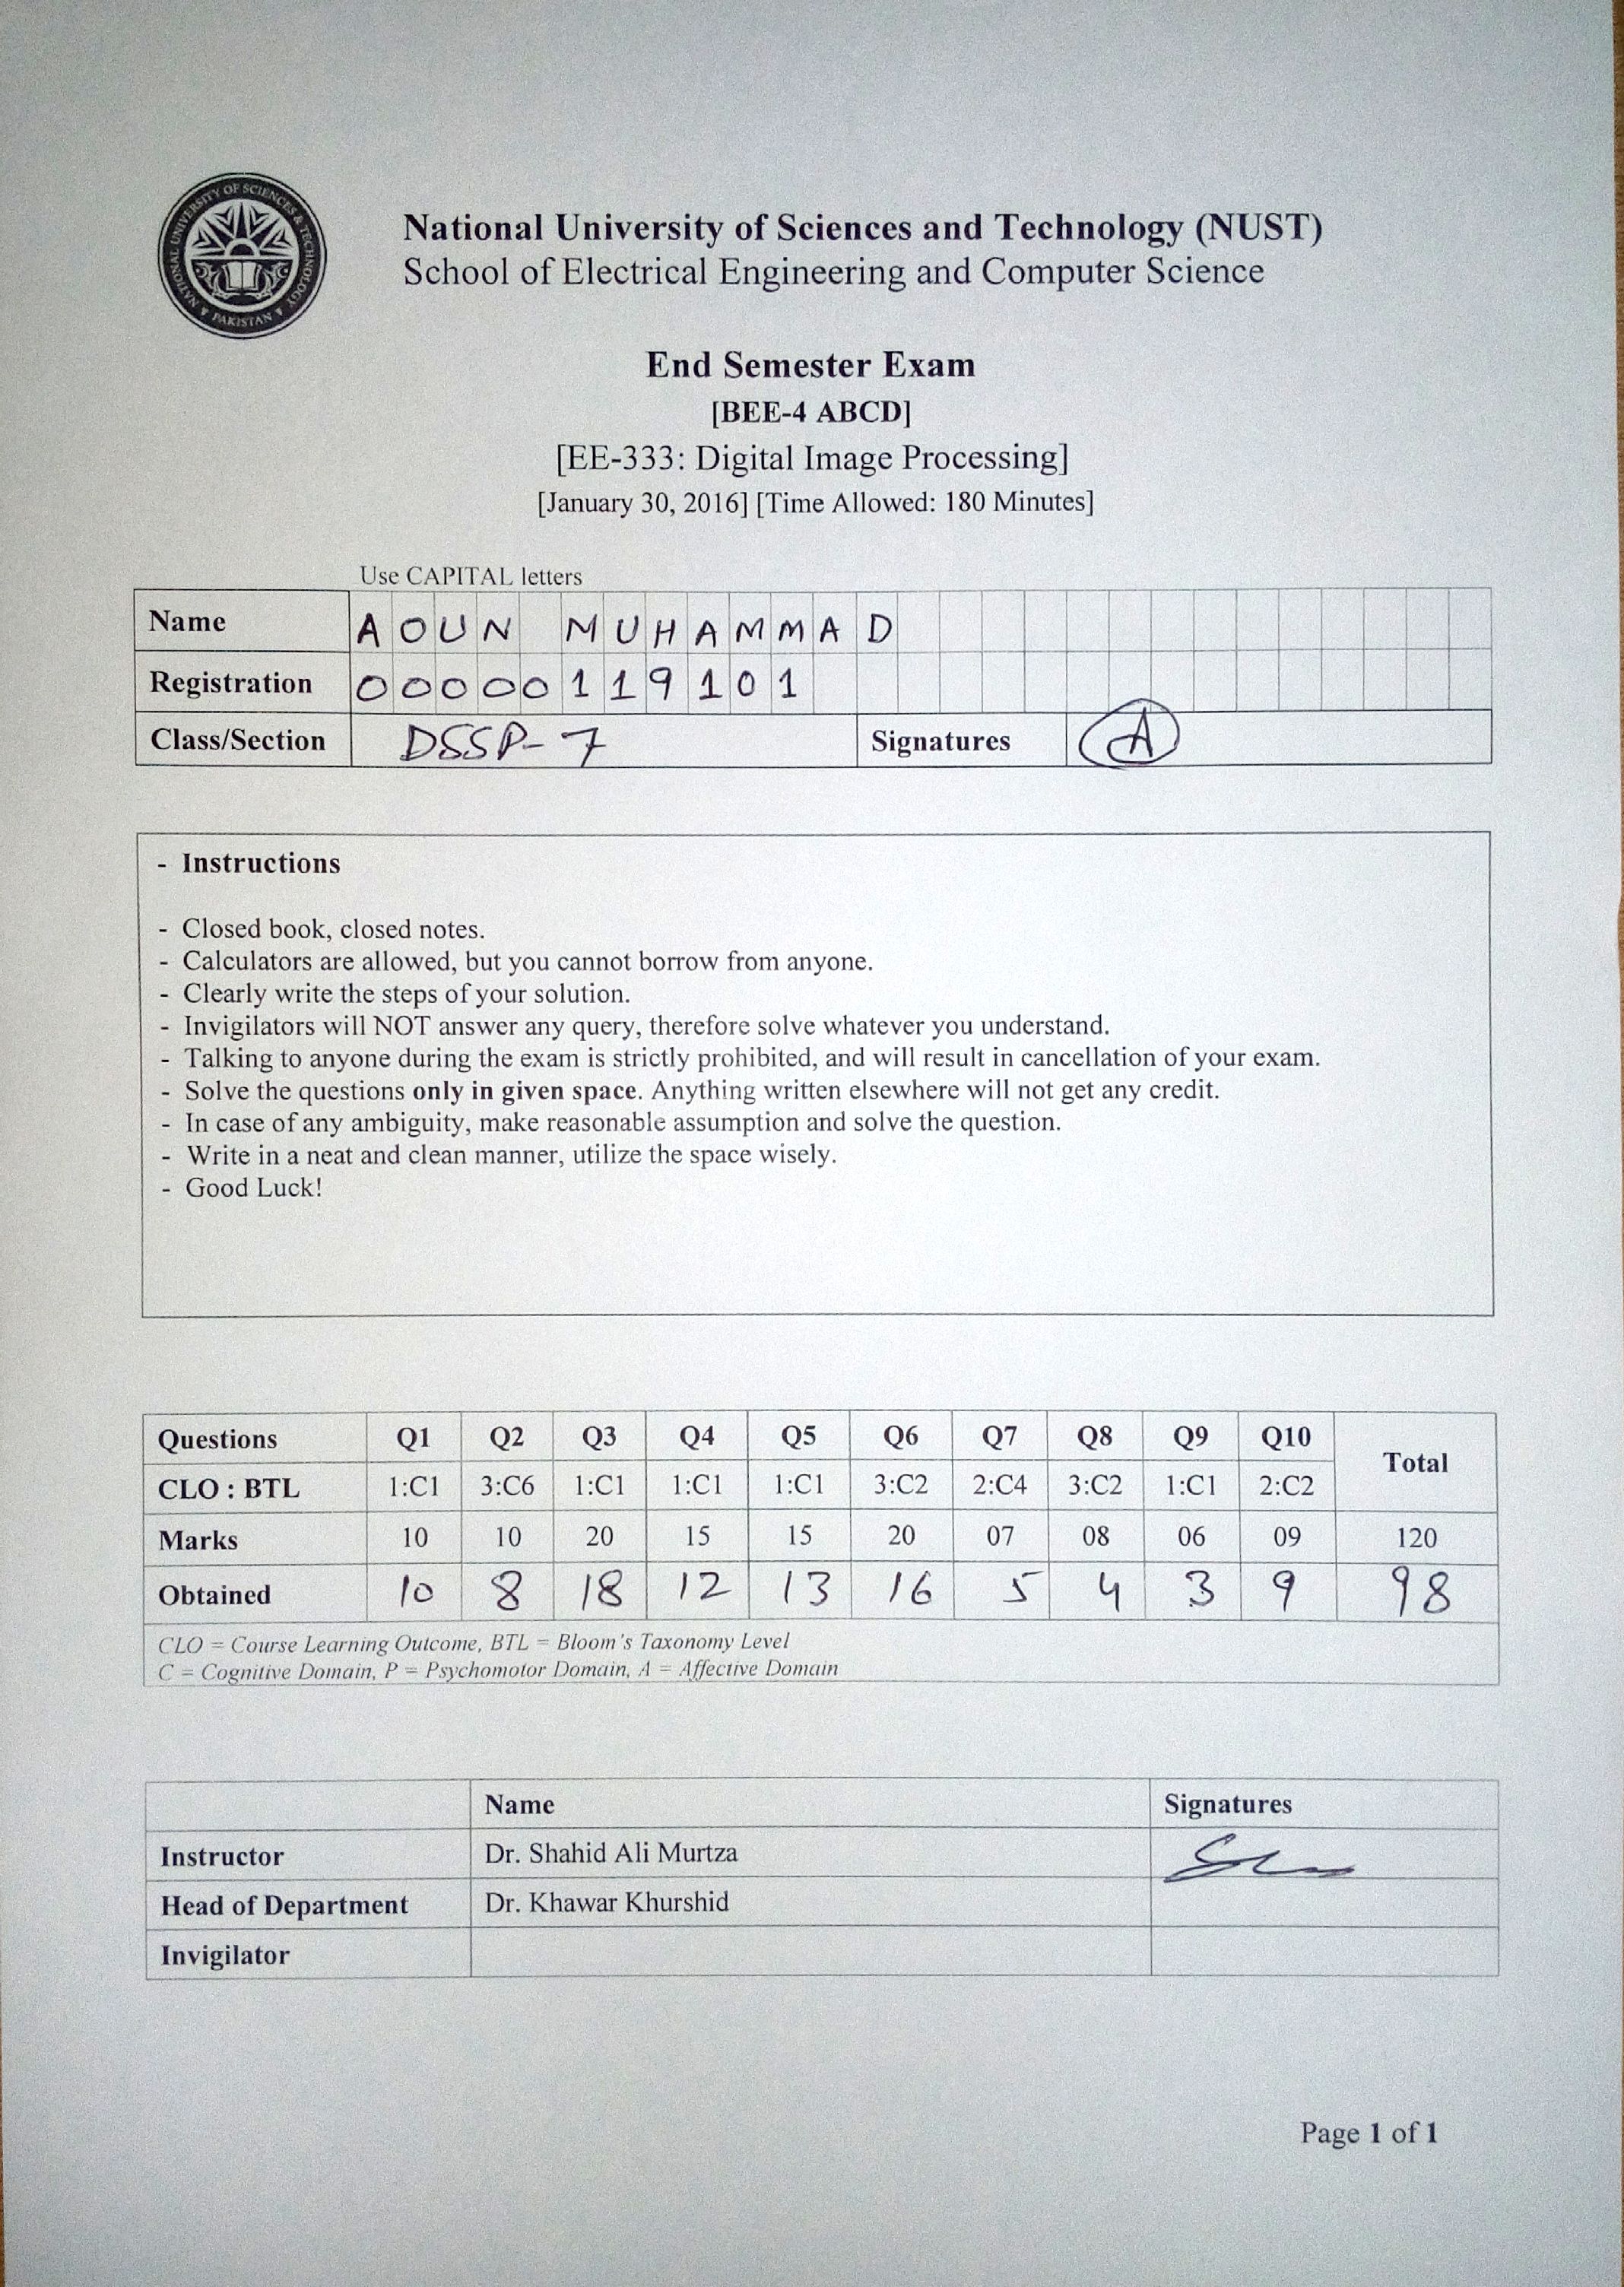 NATIONAL UNIVERSITY OF SCIENCES & TECHNOLOGY
PAKISTAN
National University of Sciences and Technology (NUST)
School of Electrical Engineering and Computer Science
End Semester Exam
[BEE-4 ABCD]
[EE-333: Digital Image Processing]
[January 30, 2016] [Time Allowed: 180 Minutes]
Use CAPITAL letters
Name AOUN MUHAMMAD
Registration 00000119101
Class/Section DSSP-7 Signatures A
- Instructions
- Closed book, closed notes.
- Calculators are allowed, but you cannot borrow from anyone.
- Clearly write the steps of your solution.
- Invigilators will NOT answer any query, therefore solve whatever you understand.
- Talking to anyone during the exam is strictly prohibited, and will result in cancellation of your exam.
- Solve the questions only in given space. Anything written elsewhere will not get any credit.
- In case of any ambiguity, make reasonable assumption and solve the question.
- Write in a neat and clean manner, utilize the space wisely.
- Good Luck!
Questions Q1 Q2 Q3 Q4 Q5 Q6 Q7 Q8 Q9 Q10 Total
CLO : BTL 1:C1 3:C6 1:C1 1:C1 1:C1 3:C2 2:C4 3:C2 1:C1 2:C2
Marks 10 10 20 15 15 20 07 08 06 09 120
Obtained 10 8 18 12 13 16 5 4 3 9 98
CLO = Course Learning Outcome, BTL = Bloom's Taxonomy Level
C = Cognitive Domain, P = Psychomotor Domain, A = Affective Domain
Name Signatures
Instructor Dr. Shahid Ali Murtza
Head of Department Dr. Khawar Khurshid
Invigilator
Page 1 of 1